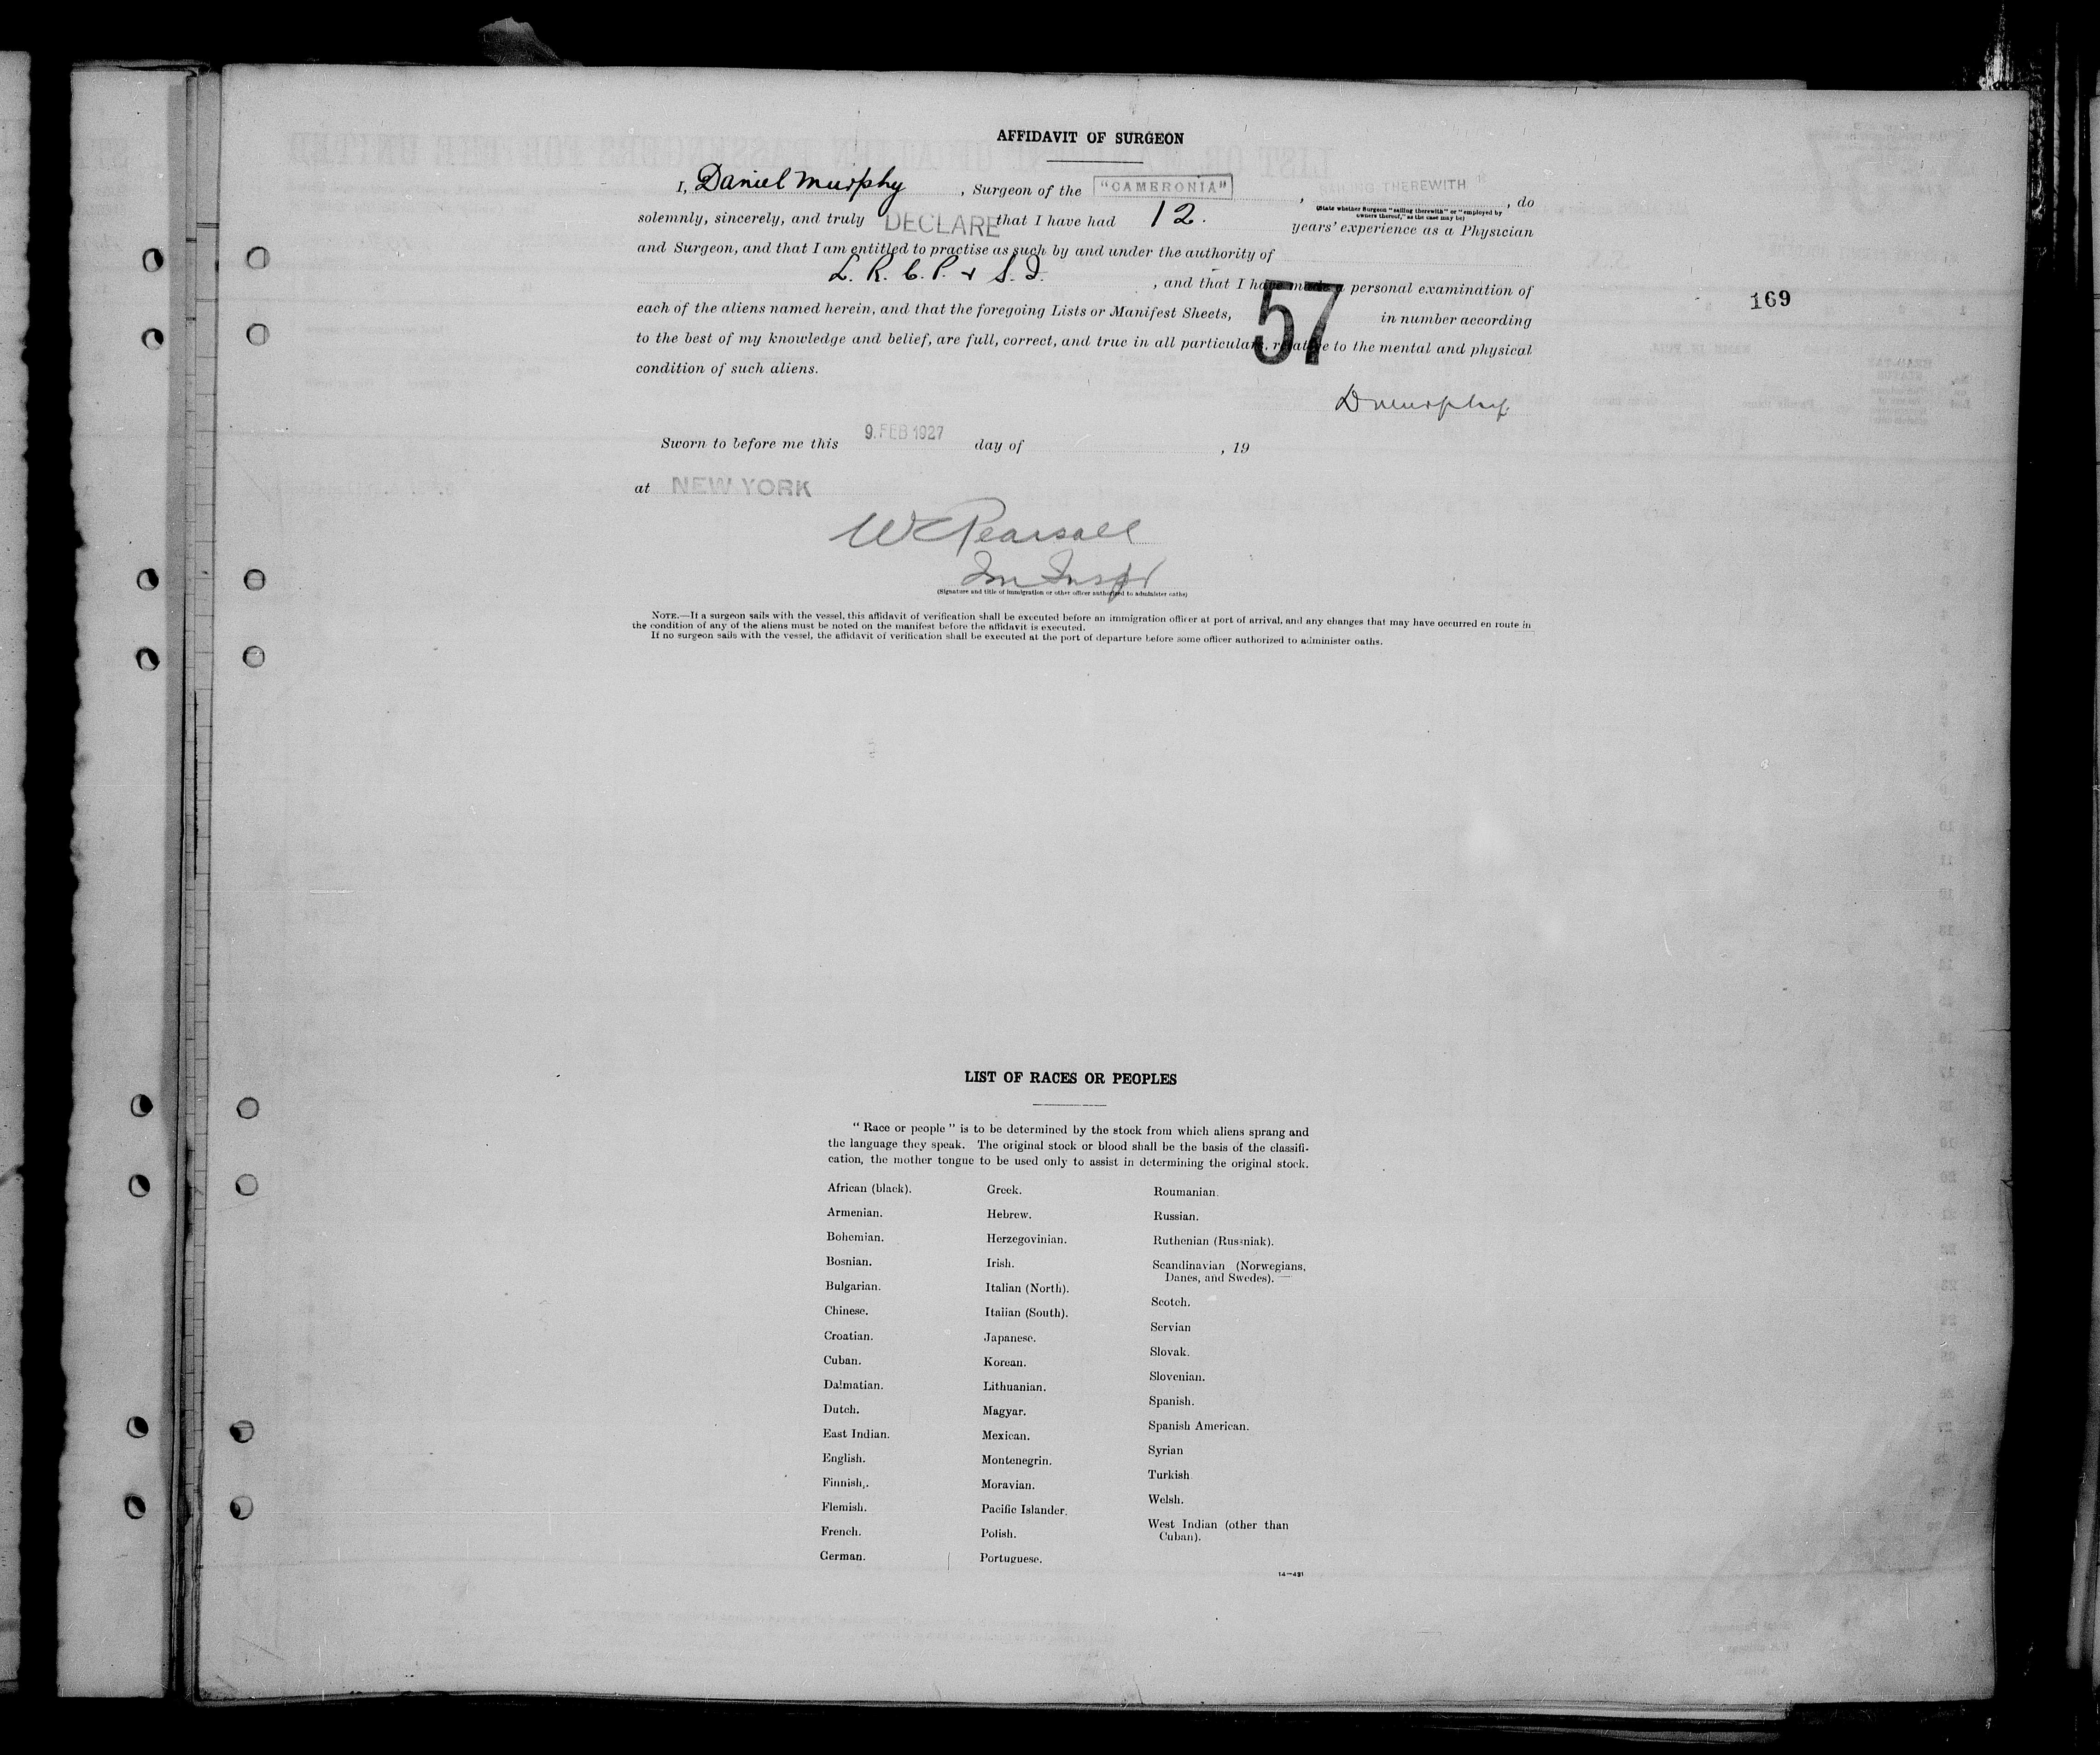 AFFIDAVIT OF SURGEON
I, Daniel Murphy , Surgeon of the "CAMERONIA" , SAILING THEREWITH , do
(State whether Surgeon "sailing therewith" or "employed by owners thereof," as the case may be)
solemnly, sincerely, and truly DECLARE that I have had 12. years' experience as a Physician
and Surgeon, and that I am entitled to practise as such by and under the authority of
L. R. C. P. & S. I. , and that I have made a personal examination of
each of the aliens named herein, and that the foregoing Lists or Manifest Sheets, 57 in number according
to the best of my knowledge and belief, are full, correct, and true in all particulars, relative to the mental and physical
condition of such aliens.
169
D Murphy.
Sworn to before me this 9. FEB 1927 day of , 19
at NEW YORK
W C Pearsall
Im Inspr
(Signature and title of immigration or other officer authorized to administer oaths)
NOTE.—If a surgeon sails with the vessel, this affidavit of verification shall be executed before an immigration officer at port of arrival, and any changes that may have occurred en route in
the condition of any of the aliens must be noted on the manifest before the affidavit is executed.
If no surgeon sails with the vessel, the affidavit of verification shall be executed at the port of departure before some officer authorized to administer oaths.
LIST OF RACES OR PEOPLES
"Race or people" is to be determined by the stock from which aliens sprang and
the language they speak. The original stock or blood shall be the basis of the classifi-
cation, the mother tongue to be used only to assist in determining the original stock.
African (black).
Armenian.
Bohemian.
Bosnian.
Bulgarian.
Chinese.
Croatian.
Cuban.
Dalmatian.
Dutch.
East Indian.
English.
Finnish.
Flemish.
French.
German.
Greek.
Hebrew.
Herzegovinian.
Irish.
Italian (North).
Italian (South).
Japanese.
Korean.
Lithuanian.
Magyar.
Mexican.
Montenegrin.
Moravian.
Pacific Islander.
Polish.
Portuguese.
Roumanian.
Russian.
Ruthenian (Russniak).
Scandinavian (Norwegians,
Danes, and Swedes).
Scotch.
Servian
Slovak.
Slovenian.
Spanish.
Spanish American.
Syrian
Turkish
Welsh.
West Indian (other than
Cuban).
14—431